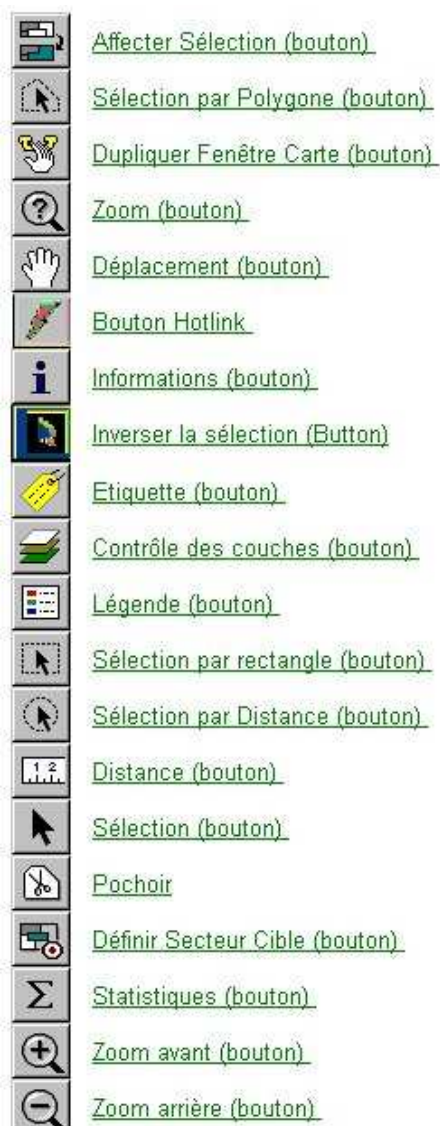 Affecter Sélection (bouton)
Sélection par Polygone (bouton)
Dupliquer Fenêtre Carte (bouton)
Zoom (bouton)
Déplacement (bouton)
Bouton Hotlink
Informations (bouton)
Inverser la sélection (Button)
Etiquette (bouton)
Contrôle des couches (bouton)
Légende (bouton)
Sélection par rectangle (bouton)
Sélection par Distance (bouton)
1 2 Distance (bouton)
Sélection (bouton)
Pochoir
Définir Secteur Cible (bouton)
Σ Statistiques (bouton)
Zoom avant (bouton)
Zoom arrière (bouton)